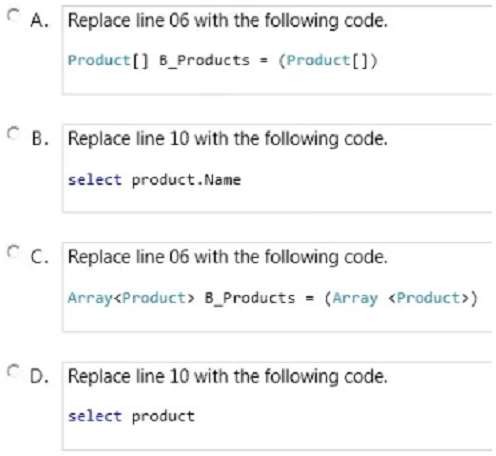 A. Replace line 06 with the following code.
Product[] B_Products = (Product[])
B. Replace line 10 with the following code.
select product.Name
C. Replace line 06 with the following code.
Array<Product> B_Products = (Array <Product>)
D. Replace line 10 with the following code.
select product